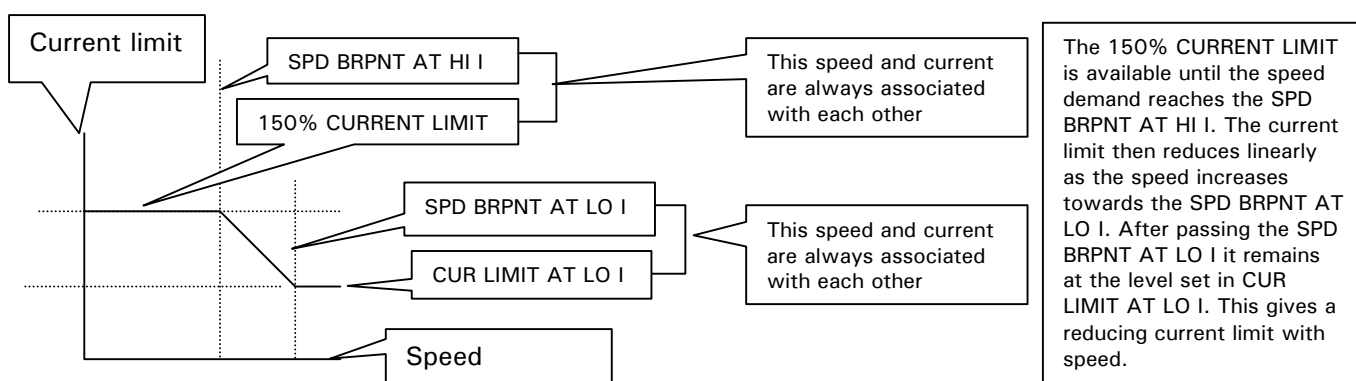 Current limit
SPD BRPNT AT HI I
150% CURRENT LIMIT
This speed and current
are always associated
with each other
SPD BRPNT AT LO I
CUR LIMIT AT LO I
This speed and current
are always associated
with each other
Speed
The 150% CURRENT LIMIT
is available until the speed
demand reaches the SPD
BRPNT AT HI I. The current
limit then reduces linearly
as the speed increases
towards the SPD BRPNT AT
LO I. After passing the SPD
BRPNT AT LO I it remains
at the level set in CUR
LIMIT AT LO I. This gives a
reducing current limit with
speed.